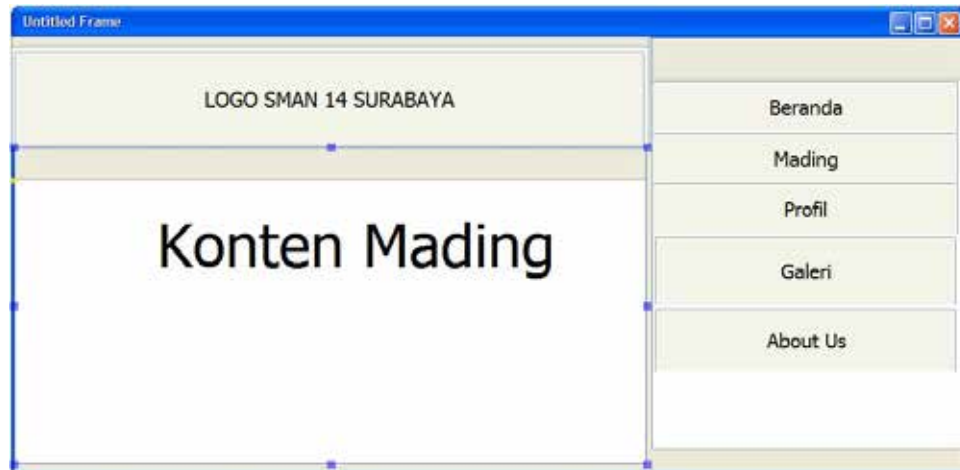 Untitled Frame
LOGO SMAN 14 SURABAYA
Konten Mading
Beranda
Mading
Profil
Galeri
About Us